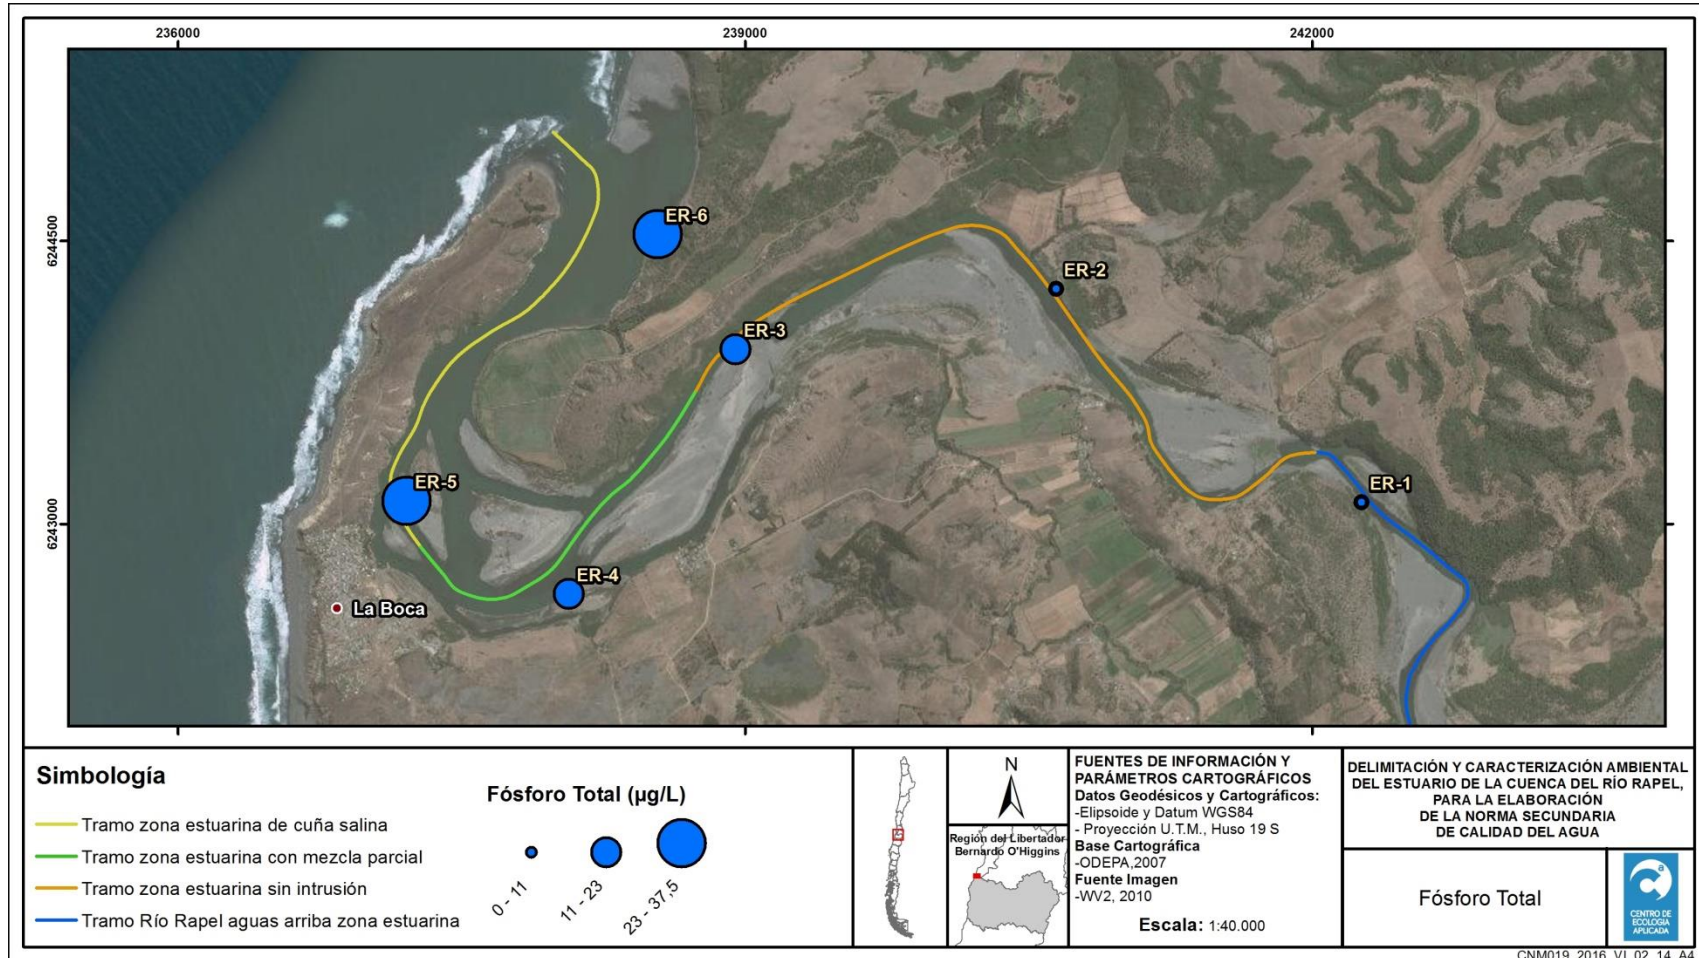 236000
239000
242000
6244500
6243000
ER-6
ER-2
ER-3
ER-5
ER-1
ER-4
La Boca
Simbología
Tramo zona estuarina de cuña salina
Tramo zona estuarina con mezcla parcial
Tramo zona estuarina sin intrusión
Tramo Río Rapel aguas arriba zona estuarina
Fósforo Total (µg/L)
0 - 11
11 - 23
23 - 37,5
N
Región del Libertador
Bernardo O'Higgins
FUENTES DE INFORMACIÓN Y
PARÁMETROS CARTOGRÁFICOS
Datos Geodésicos y Cartográficos:
-Elipsoide y Datum WGS84
- Proyección U.T.M., Huso 19 S
Base Cartográfica
-ODEPA,2007
Fuente Imagen
-WV2, 2010
Escala: 1:40.000
DELIMITACIÓN Y CARACTERIZACIÓN AMBIENTAL
DEL ESTUARIO DE LA CUENCA DEL RÍO RAPEL,
PARA LA ELABORACIÓN
DE LA NORMA SECUNDARIA
DE CALIDAD DEL AGUA
Fósforo Total
CENTRO DE
ECOLOGIA
APLICADA
CNM019_2016_VI_02_14_A4